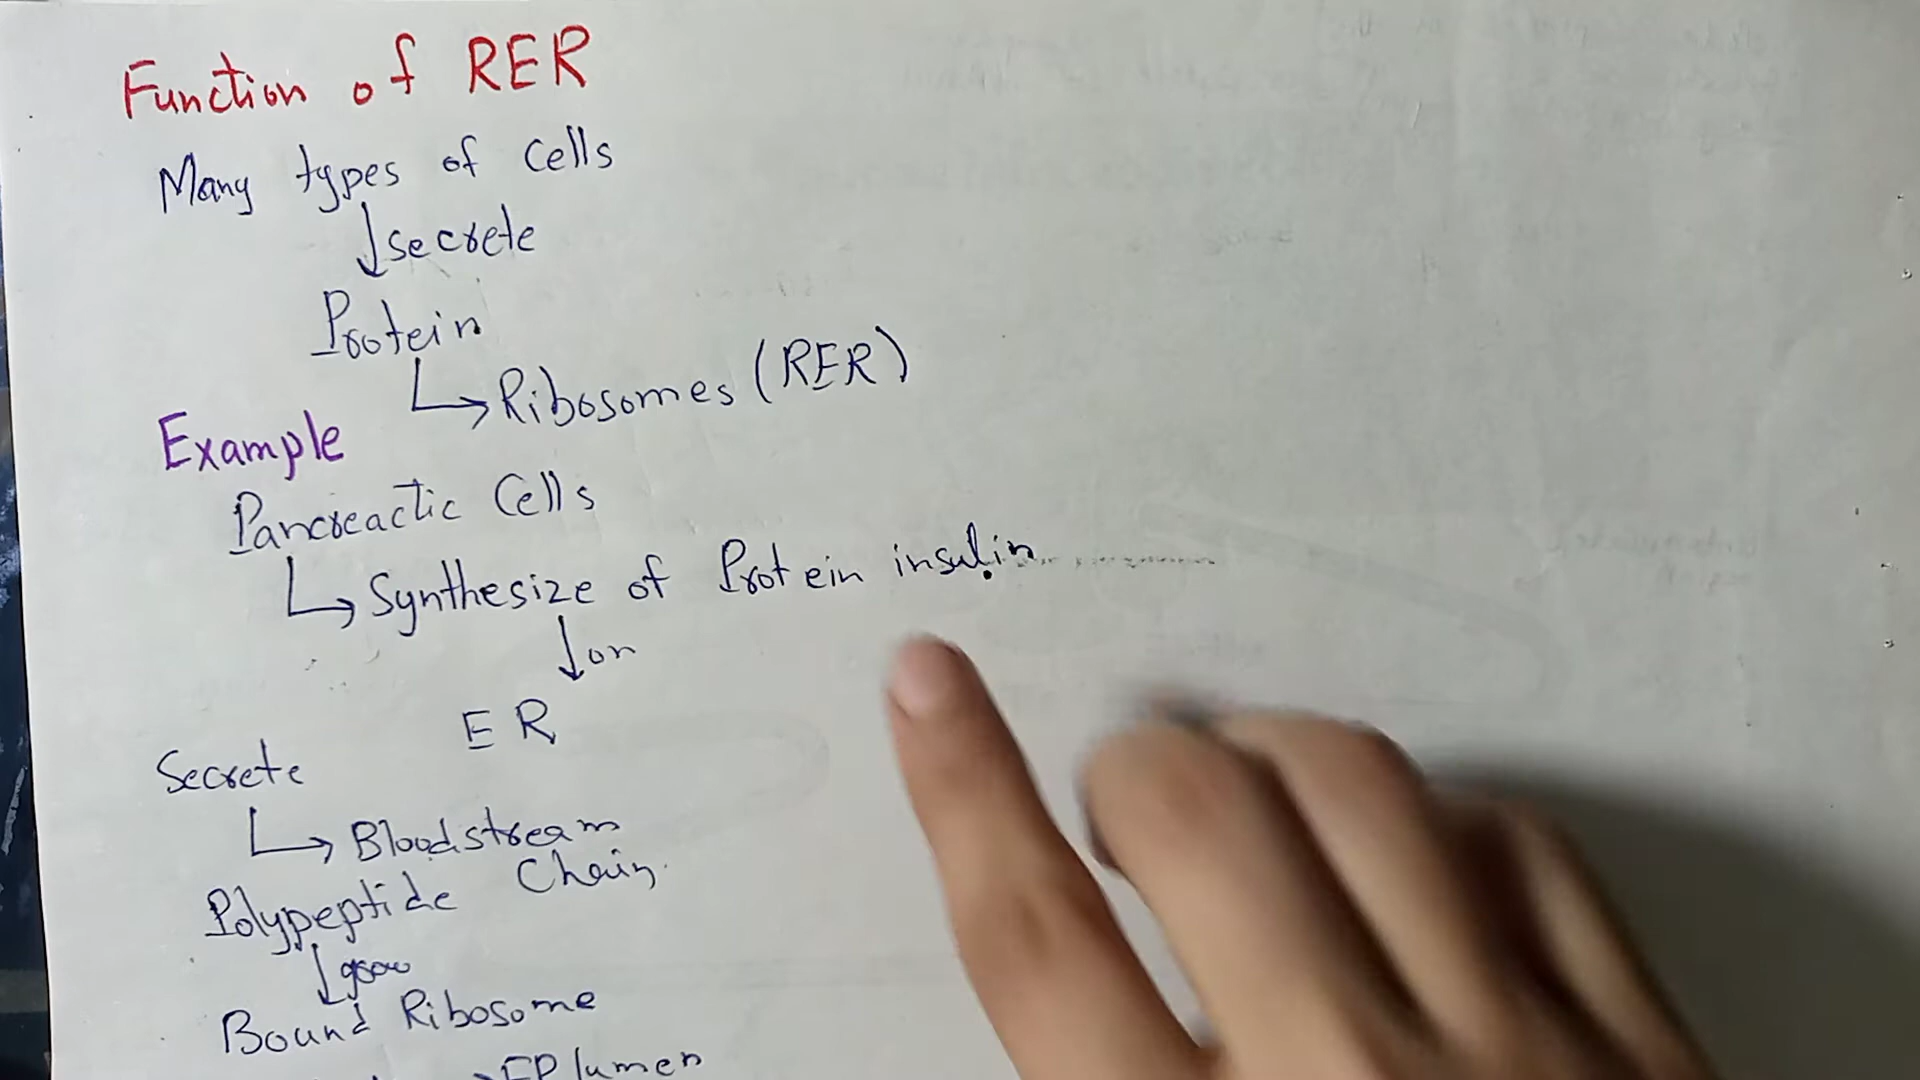 Function of RER
Many types of cells
↓ secrete
Protein
↳ Ribosomes (RER)
Example
Pancreactic Cells
↳ Synthesize of Protein insulin
↓ on
ER
Secrete
↳ Bloodstream
Polypeptide Chain
↓ grow
Bound Ribosome
ER lumen